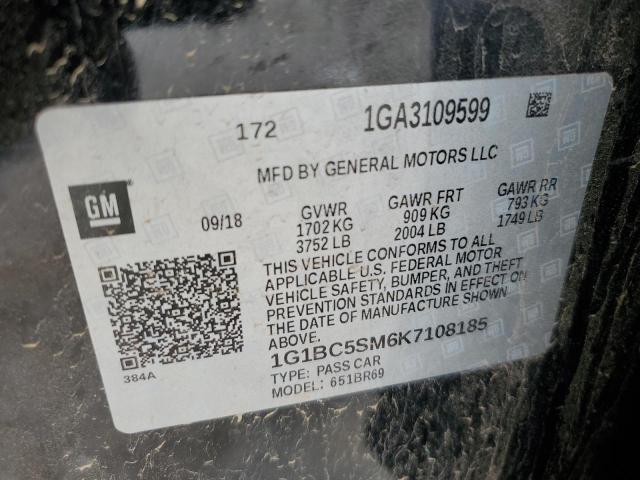 172 1GA3109599
MFD BY GENERAL MOTORS LLC
GM
09/18
GVWR GAWR FRT GAWR RR
1702 KG 909 KG 793 KG
3752 LB 2004 LB 1749 LB
THIS VEHICLE CONFORMS TO ALL
APPLICABLE U.S. FEDERAL MOTOR
VEHICLE SAFETY, BUMPER, AND THEFT
PREVENTION STANDARDS IN EFFECT ON
THE DATE OF MANUFACTURE SHOWN
ABOVE.
1G1BC5SM6K7108185
TYPE: PASS CAR
MODEL: 651BR69
384A